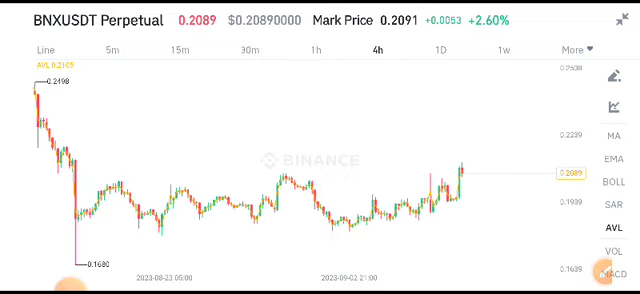 BNXUSDT Perpetual 0.2089 $0.20890000 Mark Price 0.2091 +0.0053 +2.60%
Line 5m 15m 30m 1h 4h 1D 1w More
AVL 0.2105
0.2538
0.2498
MA
0.2239
EMA
BINANCE
0.2089
BOLL
0.1939
SAR
AVL
VOL
0.1680
0.1639
MACD
2023-08-23 05:00 2023-09-02 21:00